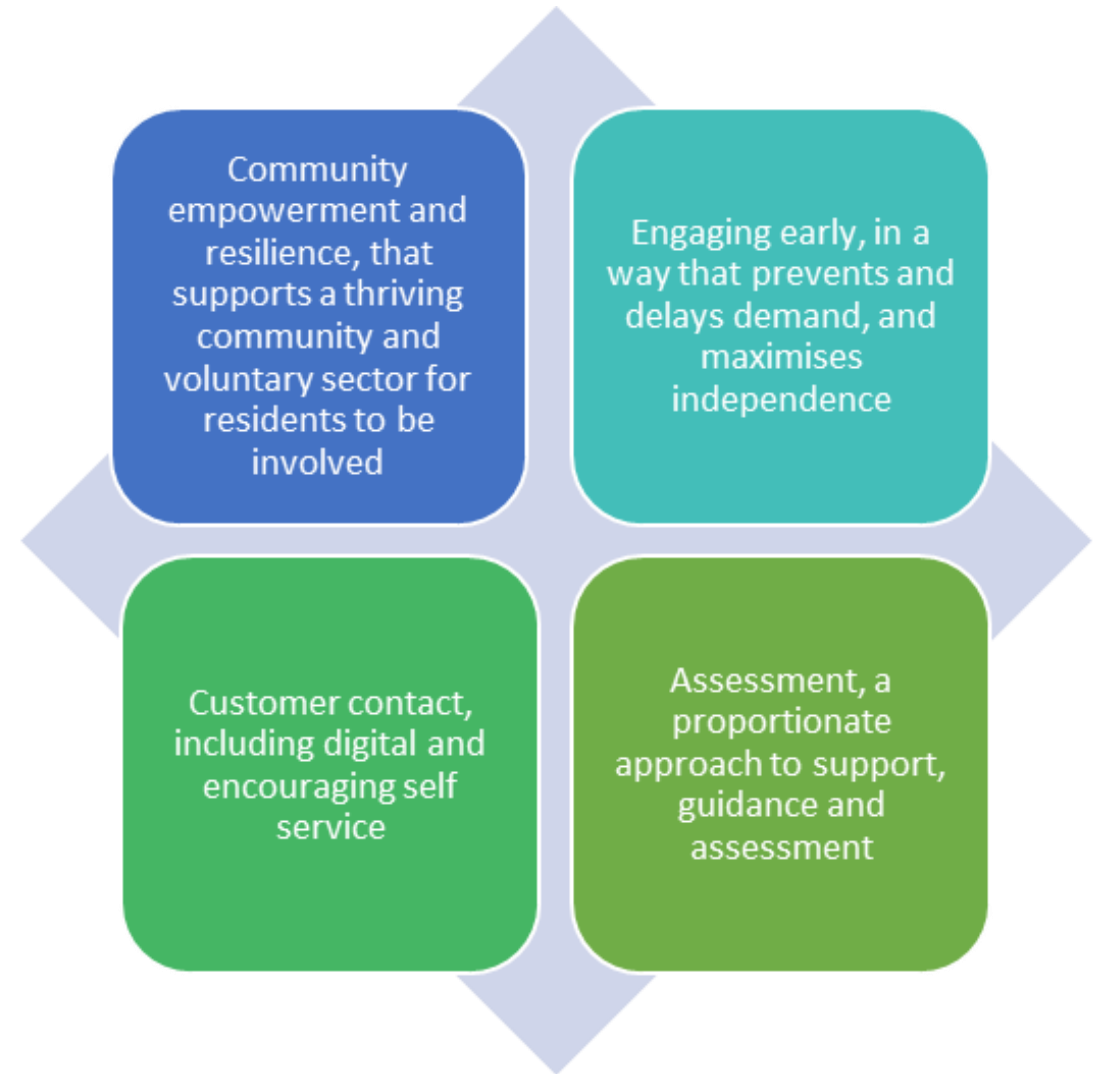 Community
empowerment and
resilience, that
supports a thriving
community and
voluntary sector for
residents to be
involved
Engaging early, in a
way that prevents and
delays demand, and
maximises
independence
Customer contact,
including digital and
encouraging self
service
Assessment, a
proportionate
approach to support,
guidance and
assessment